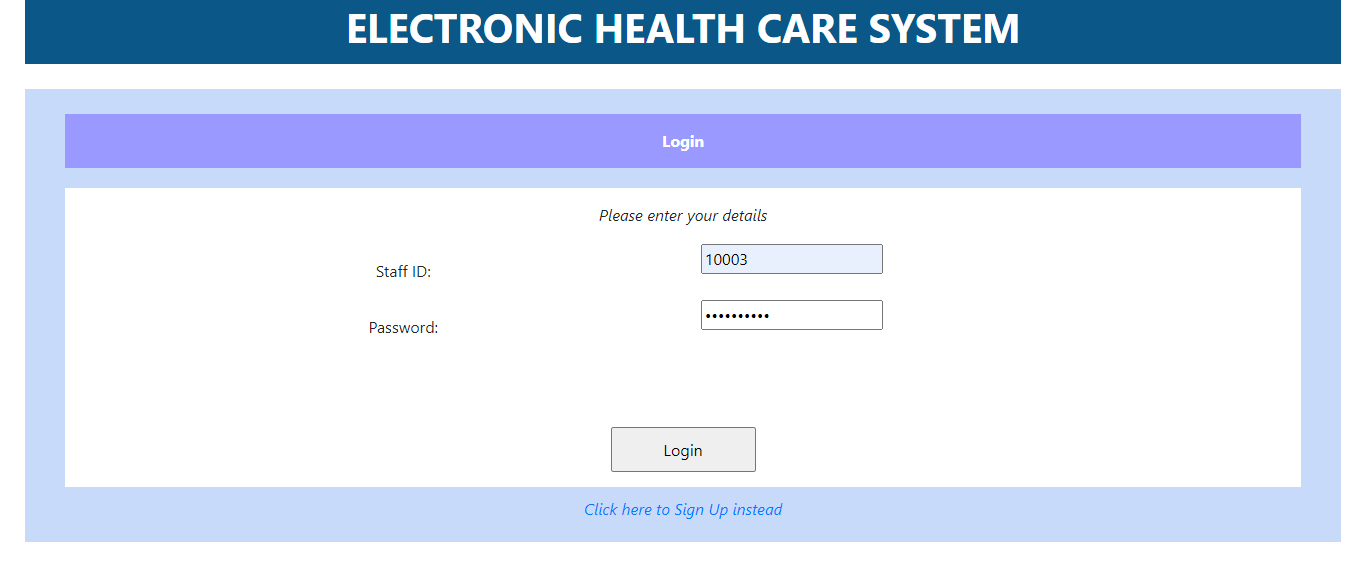 ELECTRONIC HEALTH CARE SYSTEM
Login
Please enter your details
Staff ID: 10003
Password: ••••••••••
Login
Click here to Sign Up instead